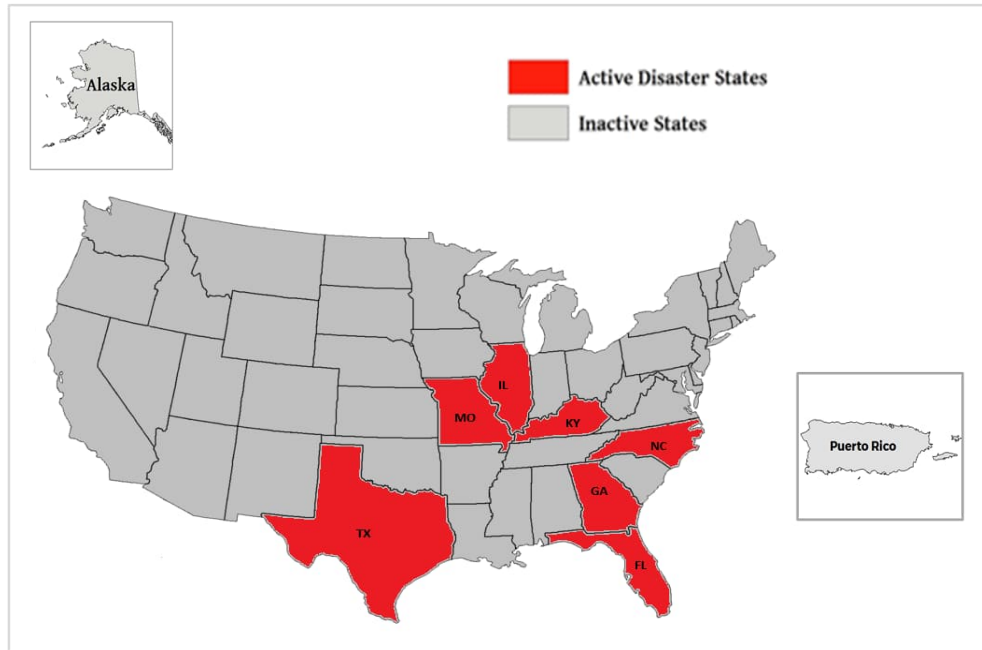 Alaska
Active Disaster States
Inactive States
IL
MO
KY
NC
GA
TX
FL
Puerto Rico